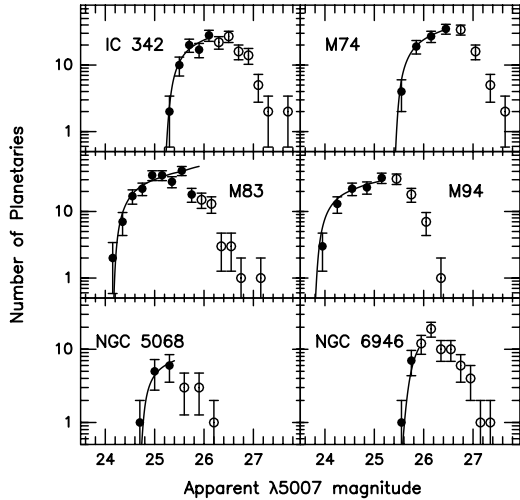 IC 342
M74
10
1
M83
M94
10
1
NGC 5068
NGC 6946
10
1
24 25 26 27 24 25 26 27
Number of Planetaries
Apparent λ5007 magnitude